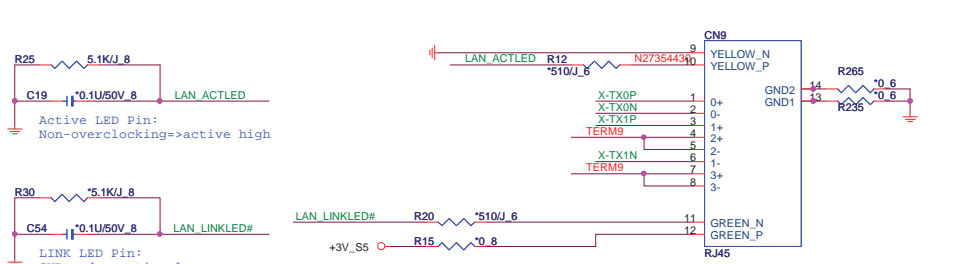 R25 5.1K/J_8
C19 *0.1U/50V_8 LAN_ACTLED
Active LED Pin:
Non-overclocking=>active high
R30 *5.1K/J_8
C54 *0.1U/50V_8 LAN_LINKLED#
LINK LED Pin:
CN9
9 YELLOW_N
LAN_ACTLED R12 *510/J_6 N27354430 10 YELLOW_P
X-TX0P 1 0+
X-TX0N 2 0-
X-TX1P 3 1+
TERM9 4 2+
5 2-
X-TX1N 6 1-
TERM9 7 3+
8 3-
GND2 14 R265 *0_6
GND1 13 R235 *0_6
LAN_LINKLED# R20 *510/J_6 11 GREEN_N
+3V_S5 R15 *0_8 12 GREEN_P
RJ45